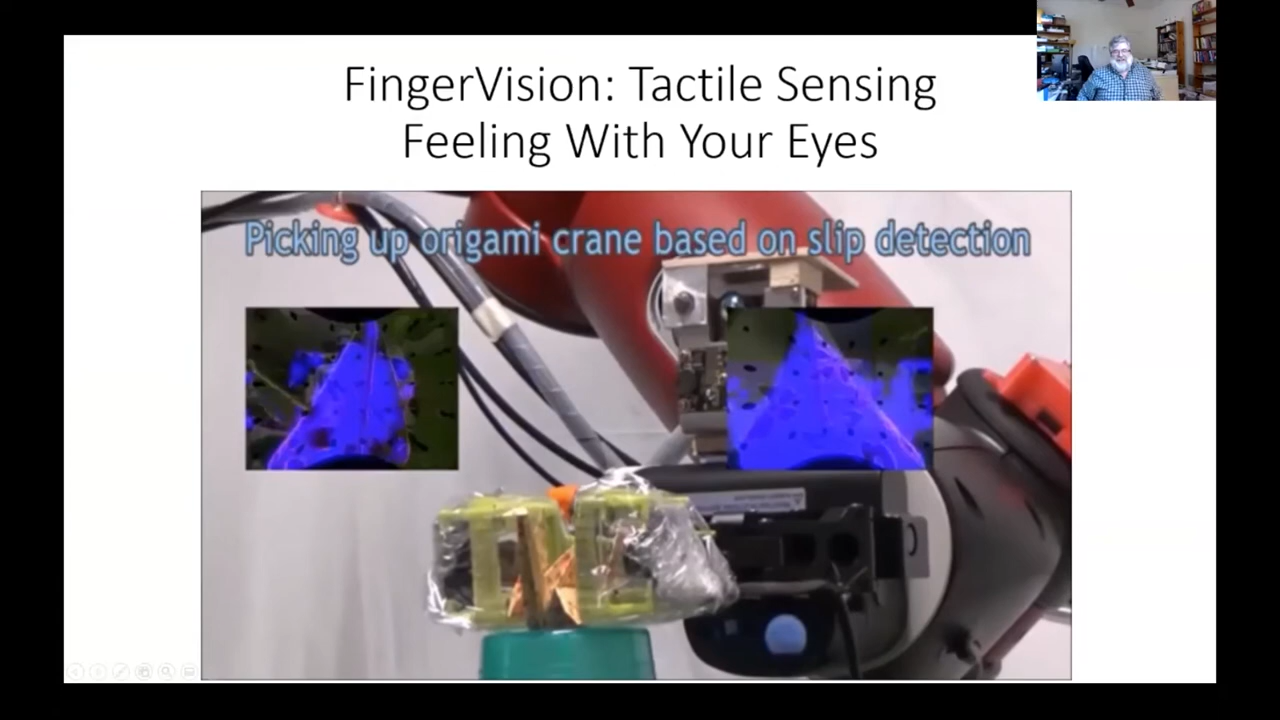 FingerVision: Tactile Sensing
Feeling With Your Eyes
Picking up origami crane based on slip detection